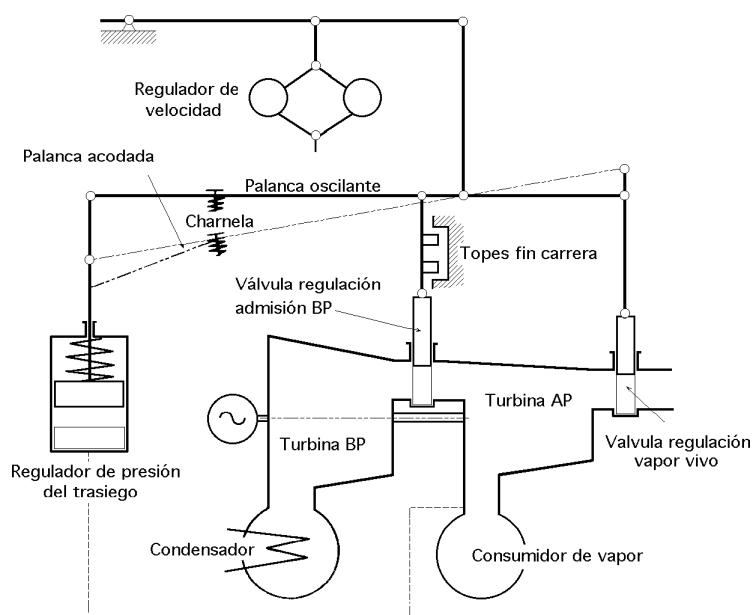 Regulador de
velocidad
Palanca acodada
Palanca oscilante
Charnela
Topes fin carrera
Válvula regulación
admisión BP
Turbina AP
Turbina BP
Valvula regulación
vapor vivo
Regulador de presión
del trasiego
Condensador
Consumidor de vapor